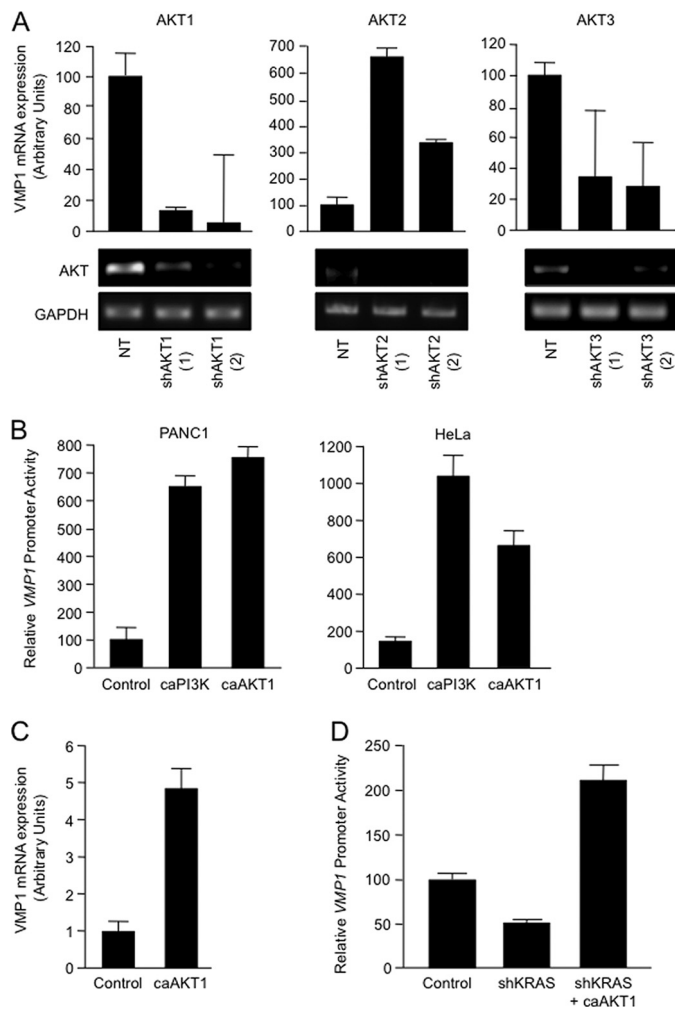 A
AKT1
AKT2
AKT3
VMP1 mRNA expression
(Arbitrary Units)
120
100
80
60
40
20
0
700
600
500
400
300
200
100
0
120
100
80
60
40
20
0
AKT
GAPDH
NT
shAKT1
(1)
shAKT1
(2)
NT
shAKT2
(1)
shAKT2
(2)
NT
shAKT3
(1)
shAKT3
(2)
B
PANC1
HeLa
Relative VMP1 Promoter Activity
800
700
600
500
400
300
200
100
0
1200
1000
800
600
400
200
0
Control caPI3K caAKT1
Control caPI3K caAKT1
C
VMP1 mRNA expression
(Arbitrary Units)
6
5
4
3
2
1
0
Control caAKT1
D
Relative VMP1 Promoter Activity
250
200
150
100
50
0
Control shKRAS shKRAS
+ caAKT1